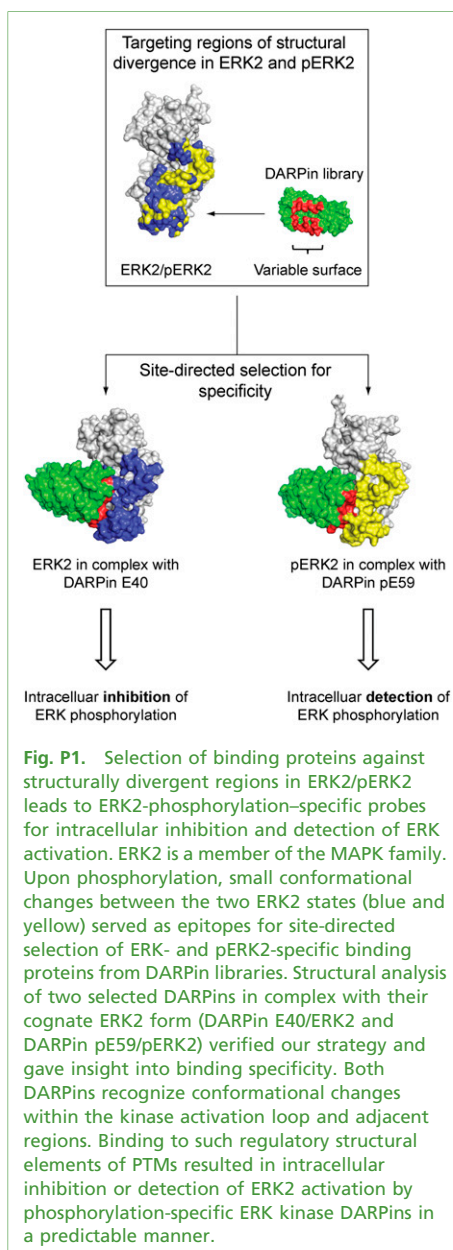 Targeting regions of structural
divergence in ERK2 and pERK2
DARPin library
ERK2/pERK2
Variable surface
Site-directed selection for
specificity
ERK2 in complex with
DARPin E40
pERK2 in complex with
DARPin pE59
Intracelluar inhibition of
ERK phosphorylation
Intracelluar detection of
ERK phosphorylation
Fig. P1. Selection of binding proteins against
structurally divergent regions in ERK2/pERK2
leads to ERK2-phosphorylation–specific probes
for intracellular inhibition and detection of ERK
activation. ERK2 is a member of the MAPK family.
Upon phosphorylation, small conformational
changes between the two ERK2 states (blue and
yellow) served as epitopes for site-directed
selection of ERK- and pERK2-specific binding
proteins from DARPin libraries. Structural analysis
of two selected DARPins in complex with their
cognate ERK2 form (DARPin E40/ERK2 and
DARPin pE59/pERK2) verified our strategy and
gave insight into binding specificity. Both
DARPins recognize conformational changes
within the kinase activation loop and adjacent
regions. Binding to such regulatory structural
elements of PTMs resulted in intracellular
inhibition or detection of ERK2 activation by
phosphorylation-specific ERK kinase DARPins in
a predictable manner.